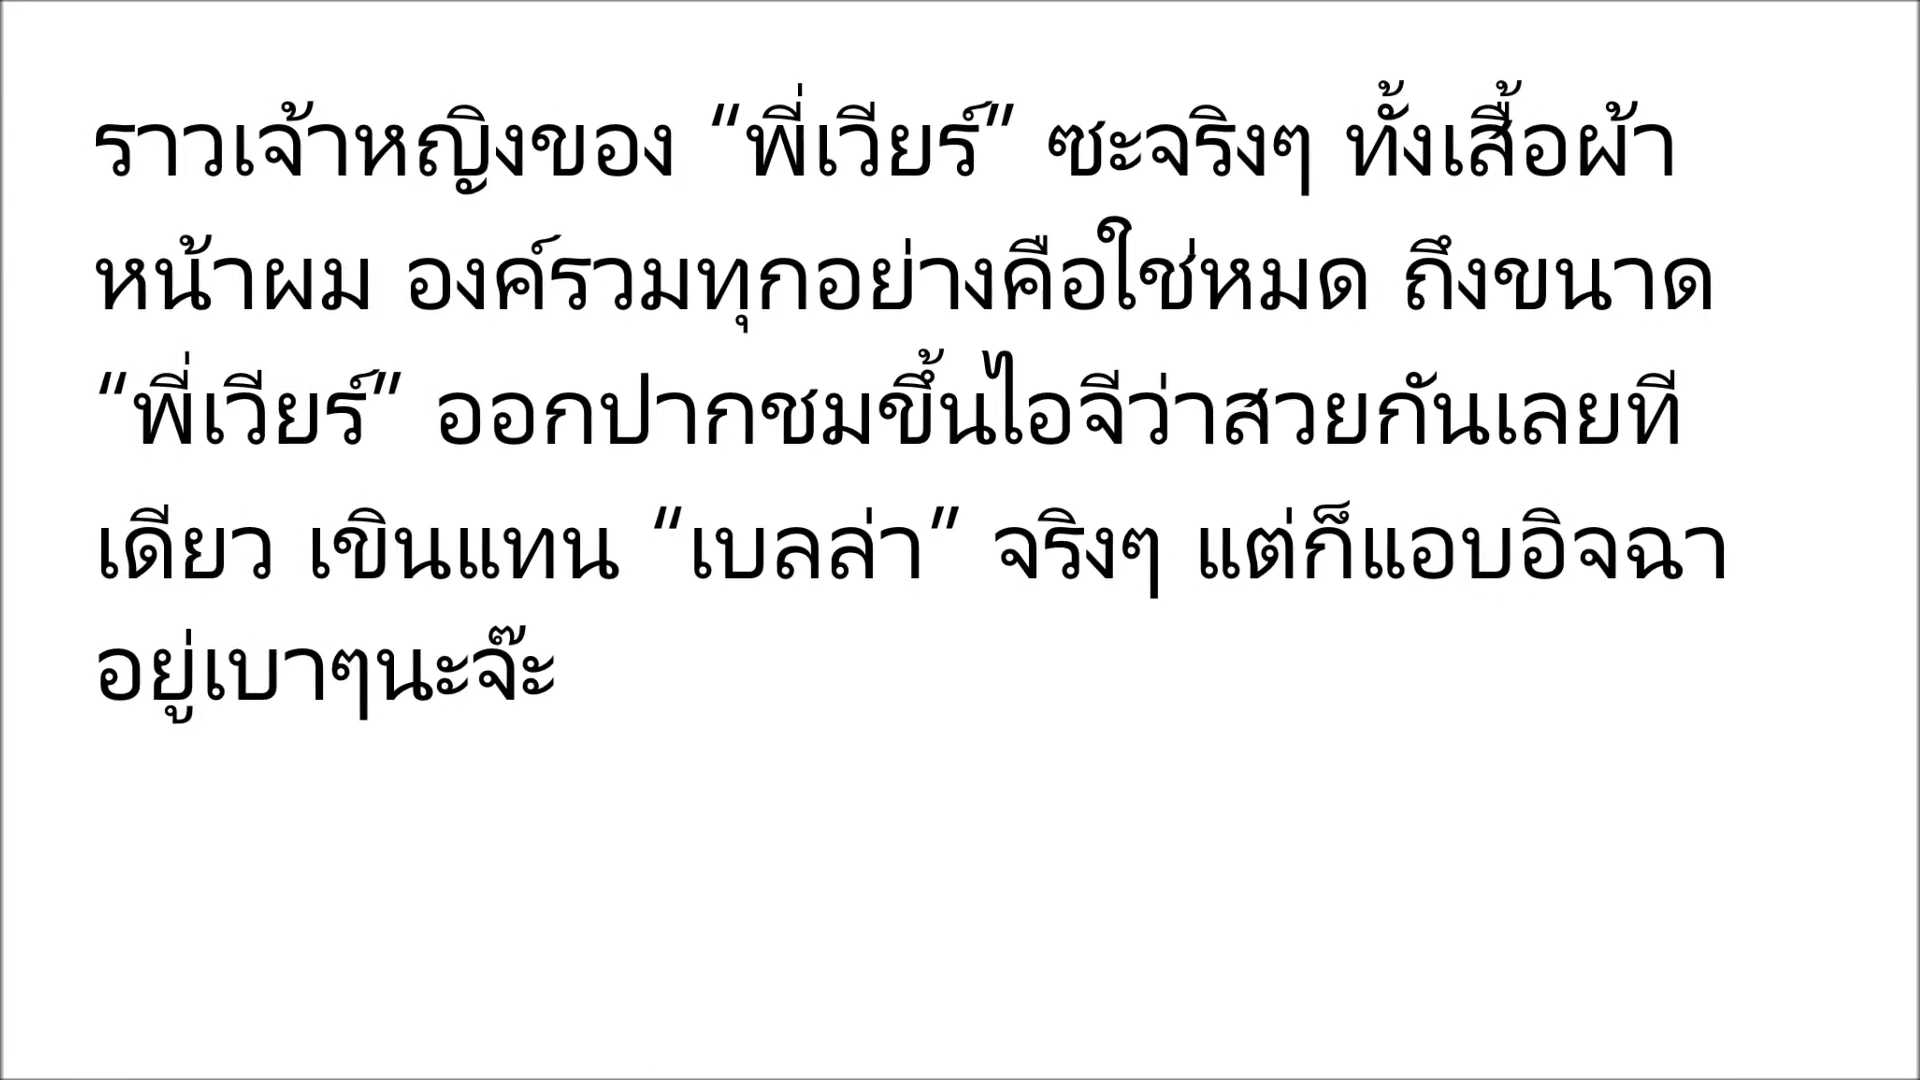 ราวเจ้าหญิงของ “พี่เวียร์” ซะจริงๆ ทั้งเสื้อผ้า
หน้าผม องค์รวมทุกอย่างคือใช่หมด ถึงขนาด
“พี่เวียร์” ออกปากชมขึ้นไอจีว่าสวยกันเลยที
เดียว เขินแทน “เบลล่า” จริงๆ แต่ก็แอบอิจฉา
อยู่เบาๆนะจ๊ะ